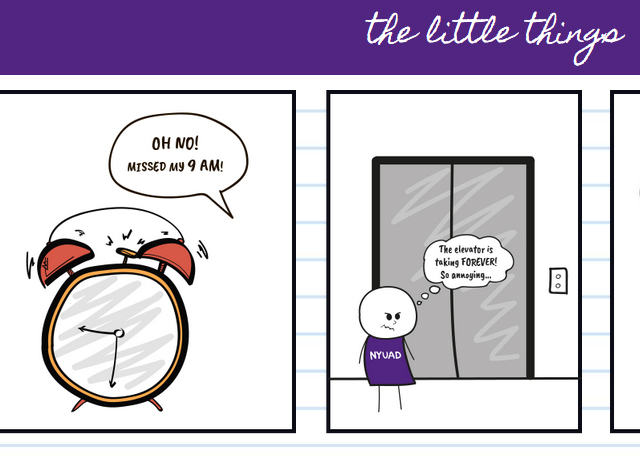 the little things
OH NO!
MISSED MY 9 AM!
The elevator is
taking FOREVER!
So annoying...
NYUAD